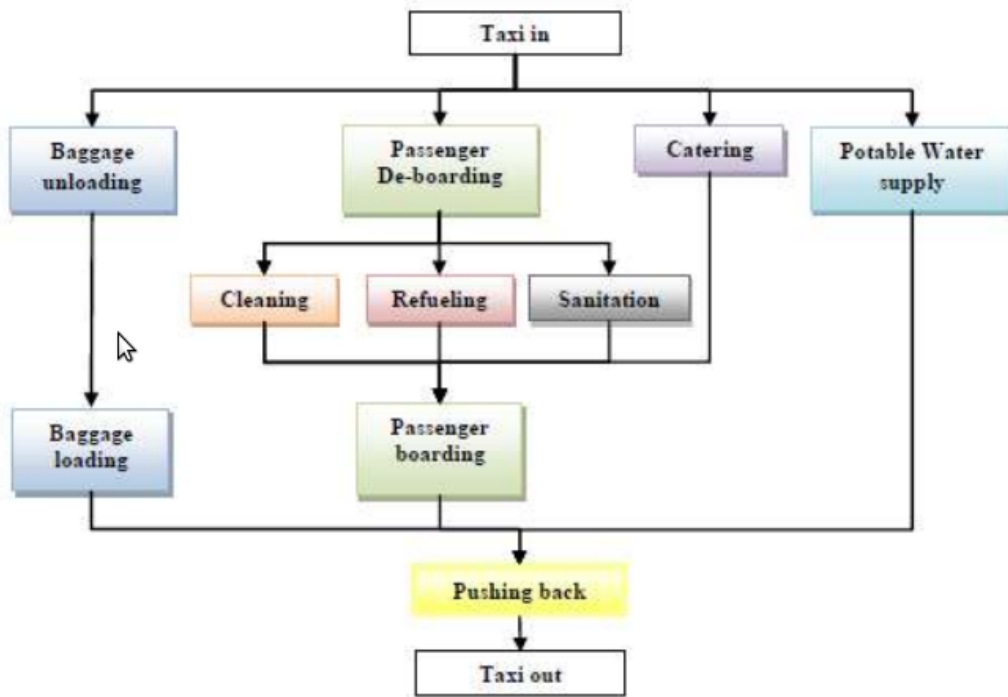 Taxi in
Baggage
unloading
Passenger
De-boarding
Catering
Potable Water
supply
Cleaning
Refueling
Sanitation
Baggage
loading
Passenger
boarding
Pushing back
Taxi out